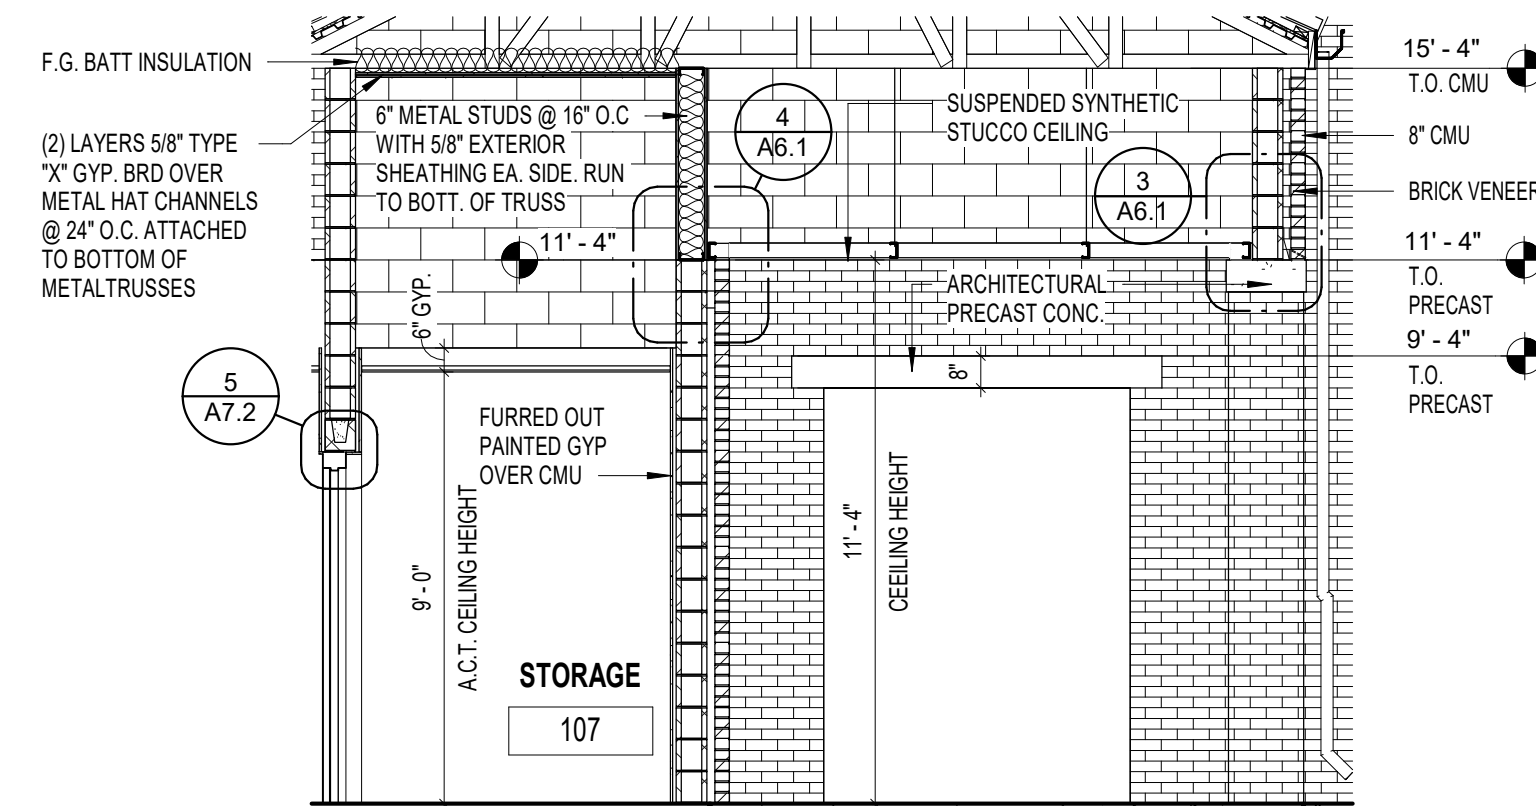 F.G. BATT INSULATION
(2) LAYERS 5/8" TYPE
"X" GYP. BRD OVER
METAL HAT CHANNELS
@ 24" O.C. ATTACHED
TO BOTTOM OF
METALTRUSSES
6" METAL STUDS @ 16" O.C
WITH 5/8" EXTERIOR
SHEATHING EA. SIDE. RUN
TO BOTT. OF TRUSS
11' - 4"
4
A6.1
SUSPENDED SYNTHETIC
STUCCO CEILING
3
A6.1
15' - 4"
T.O. CMU
8" CMU
BRICK VENEER
11' - 4"
T.O.
PRECAST
9' - 4"
T.O.
PRECAST
ARCHITECTURAL
PRECAST CONC.
6" GYP.
8"
5
A7.2
FURRED OUT
PAINTED GYP
OVER CMU
9' - 0"
A.C.T. CEILING HEIGHT
11' - 4"
CEEILING HEIGHT
STORAGE
107